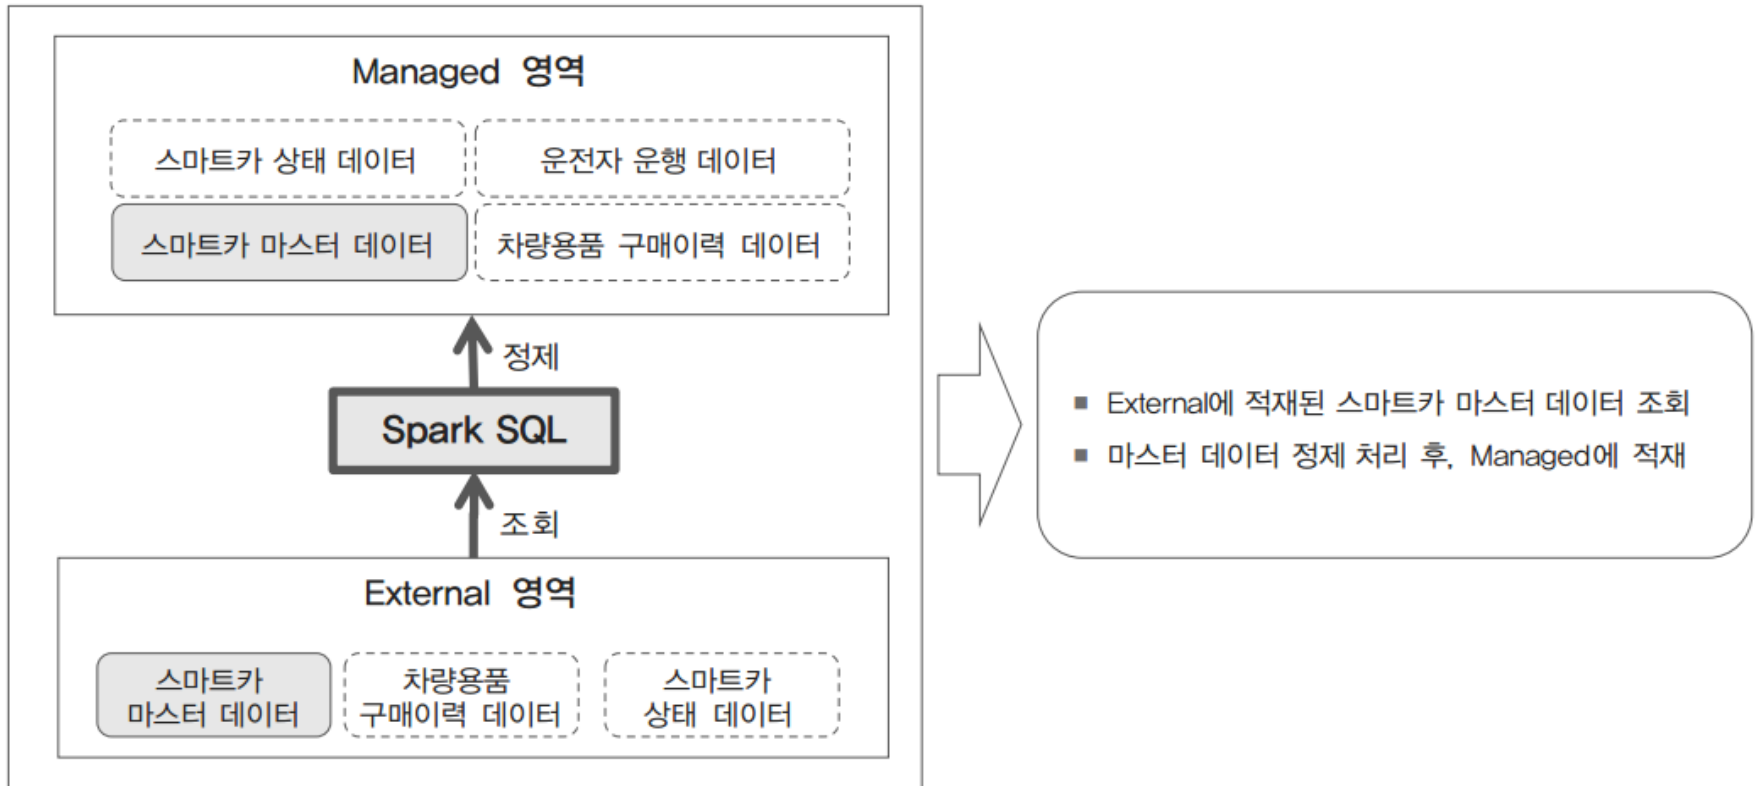 Managed 영역
스마트카 상태 데이터
운전자 운행 데이터
스마트카 마스터 데이터
차량용품 구매이력 데이터
정제
Spark SQL
조회
External 영역
스마트카
마스터 데이터
차량용품
구매이력 데이터
스마트카
상태 데이터
■ External에 적재된 스마트카 마스터 데이터 조회
■ 마스터 데이터 정제 처리 후, Managed에 적재